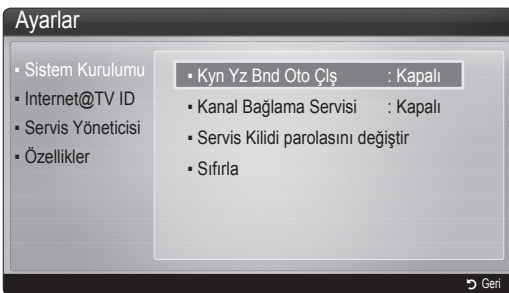 Ayarlar
▪ Sistem Kurulumu
▪ Internet@TV ID
▪ Servis Yöneticisi
▪ Özellikler
▪ Kyn Yz Bnd Oto Çlş : Kapalı
▪ Kanal Bağlama Servisi : Kapalı
▪ Servis Kilidi parolasını değiştir
▪ Sıfırla
Geri